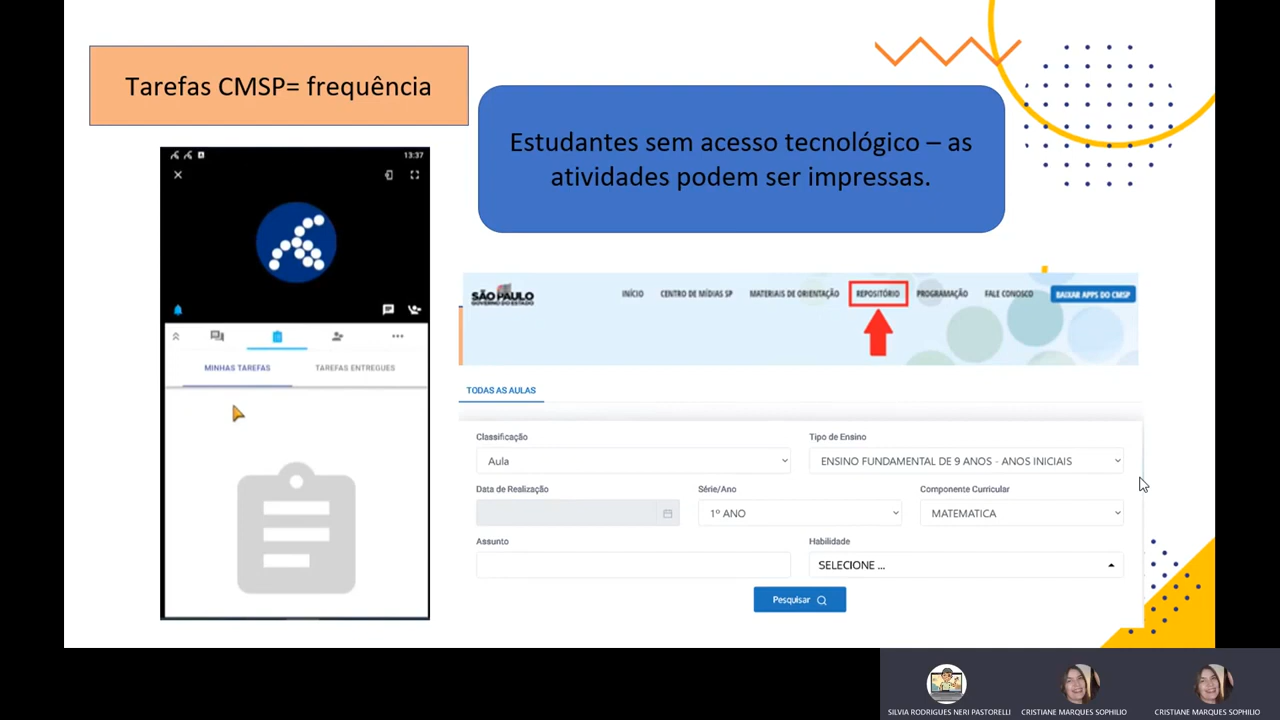 Tarefas CMSP= frequência
Estudantes sem acesso tecnológico – as
atividades podem ser impressas.
13:37
MINHAS TAREFAS
TAREFAS ENTREGUES
SÃO PAULO
GOVERNO DO ESTADO
INÍCIO
CENTRO DE MÍDIAS SP
MATERIAIS DE ORIENTAÇÃO
REPOSITÓRIO
PROGRAMAÇÃO
FALE CONOSCO
BAIXAR APPS DO CMSP
TODAS AS AULAS
Classificação
Tipo de Ensino
Aula
ENSINO FUNDAMENTAL DE 9 ANOS - ANOS INICIAIS
Data de Realização
Série/Ano
Componente Curricular
1º ANO
MATEMATICA
Assunto
Habilidade
SELECIONE ...
Pesquisar
SILVIA RODRIGUES NERI PASTORELLI
CRISTIANE MARQUES SOPHILIO
CRISTIANE MARQUES SOPHILIO